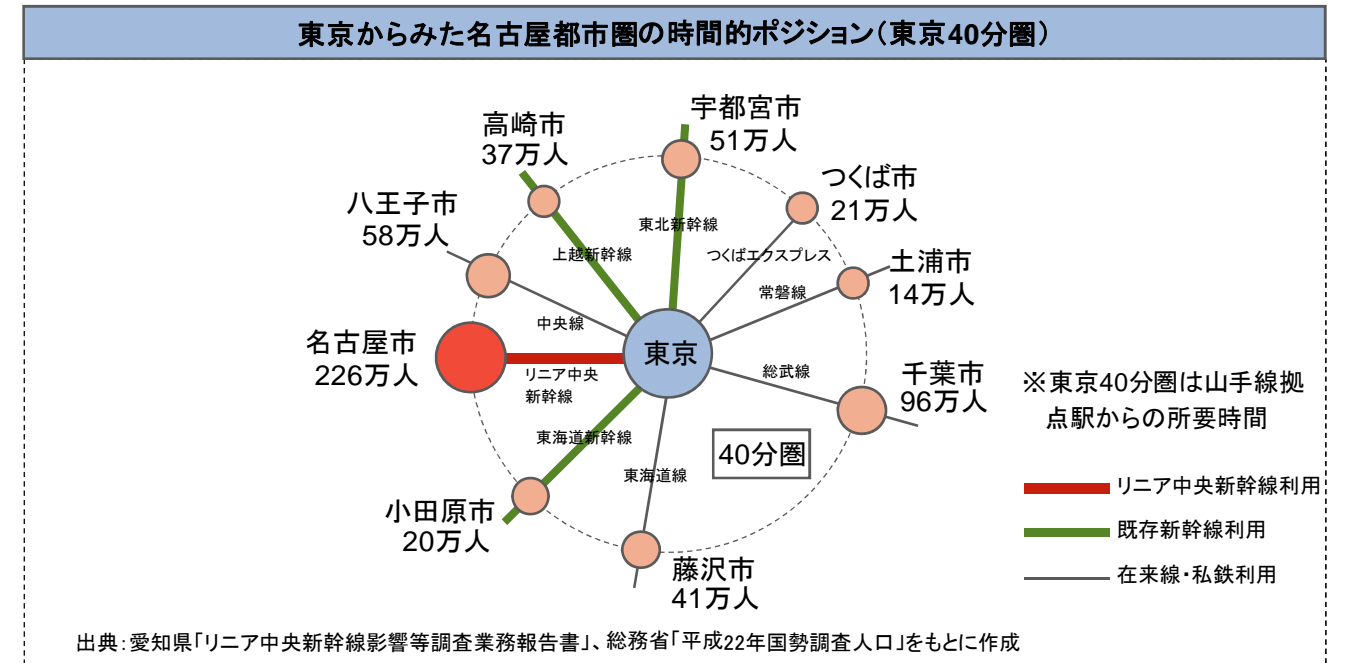 東京からみた名古屋都市圏の時間的ポジション(東京40分圏)
宇都宮市
51万人
高崎市
37万人
つくば市
21万人
八王子市
58万人
東北新幹線
上越新幹線
つくばエクスプレス
土浦市
14万人
常磐線
中央線
名古屋市
226万人
東京
リニア中央
新幹線
総武線
千葉市
96万人
※東京40分圏は山手線拠
点駅からの所要時間
東海道新幹線
40分圏
東海道線
小田原市
20万人
藤沢市
41万人
リニア中央新幹線利用
既存新幹線利用
在来線・私鉄利用
出典:愛知県「リニア中央新幹線影響等調査業務報告書」、総務省「平成22年国勢調査人口」をもとに作成